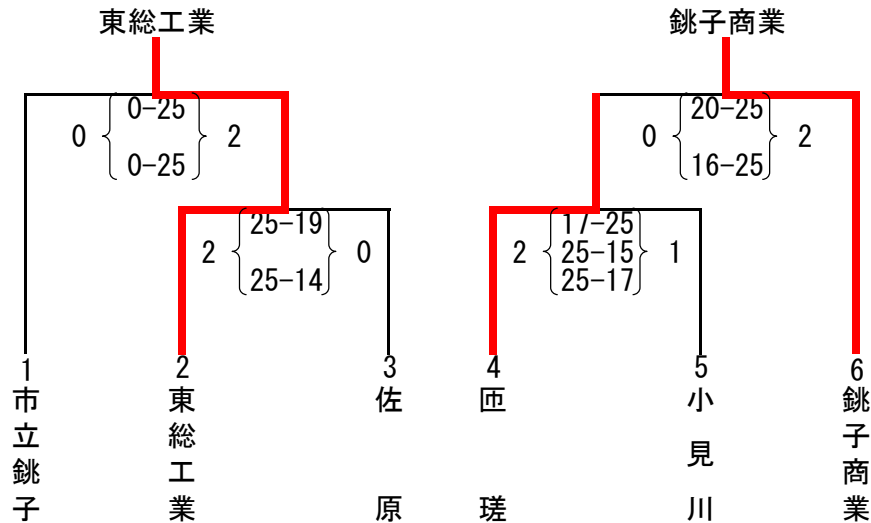 東総工業 銚子商業
0-25 20-25
0 2 0 2
0-25 16-25
25-19 17-25
2 0 2 25-15 1
25-14 25-17
1 2 3 4 5 6
市立銚子
東総工業
佐原
匝瑳
小見川
銚子商業